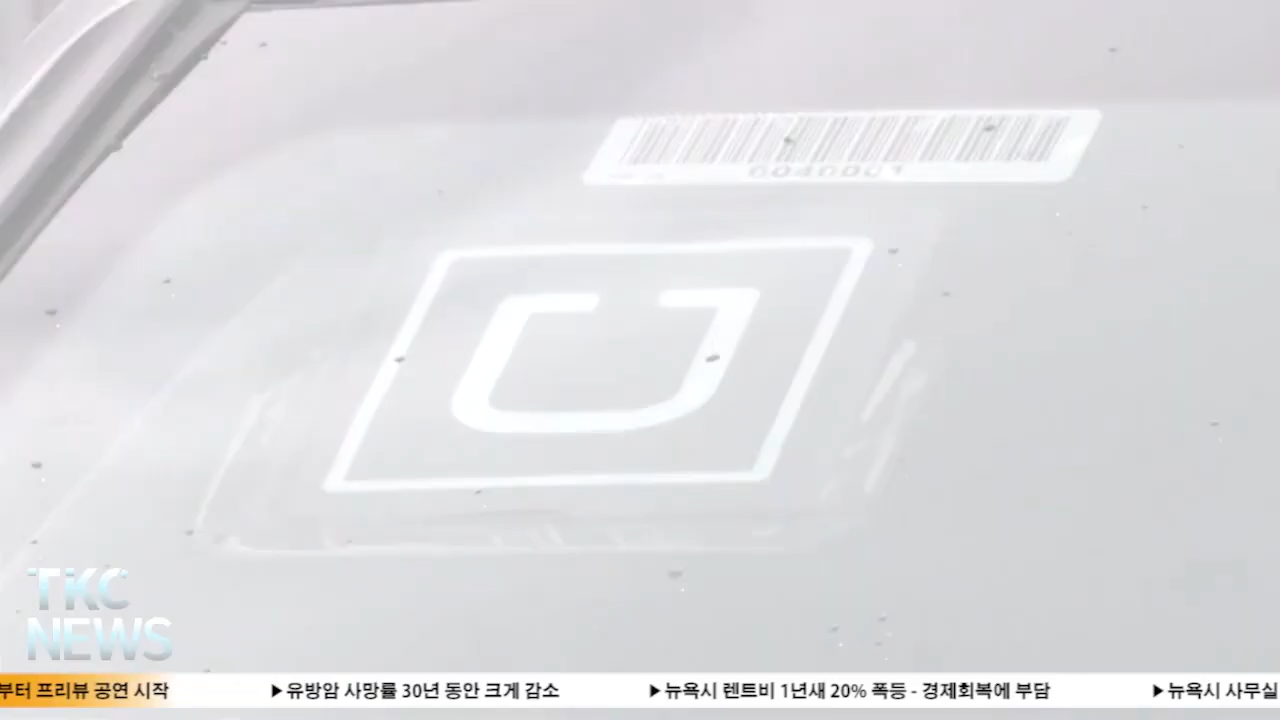 0040001
U
TKC
NEWS
부터 프리뷰 공연 시작 ▶유방암 사망률 30년 동안 크게 감소 ▶뉴욕시 렌트비 1년새 20% 폭등 - 경제회복에 부담 ▶뉴욕시 사무실